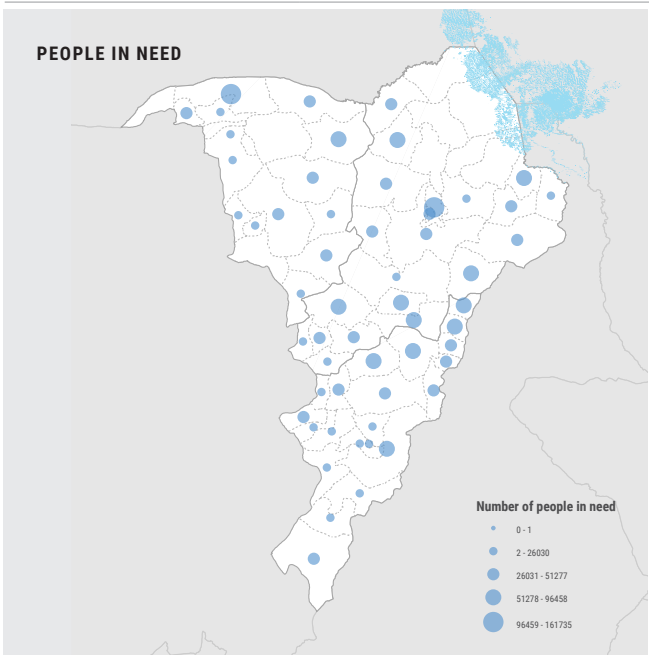 PEOPLE IN NEED
Number of people in need
0 - 1
2 - 26030
26031 - 51277
51278 - 96458
96459 - 161735